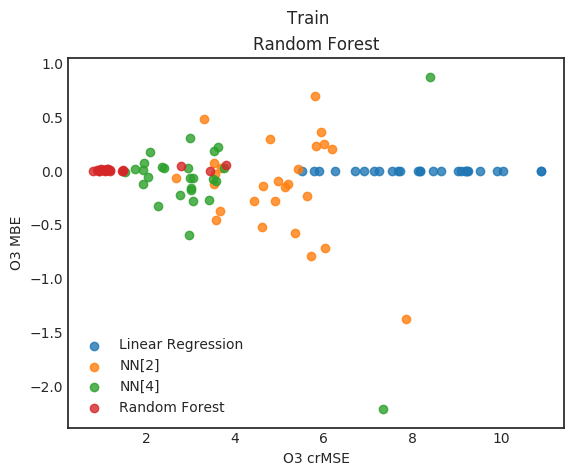 Train
Random Forest
1.0
0.5
0.0
−0.5
−1.0
−1.5
−2.0
O3 MBE
Linear Regression
NN[2]
NN[4]
Random Forest
2 4 6 8 10
O3 crMSE